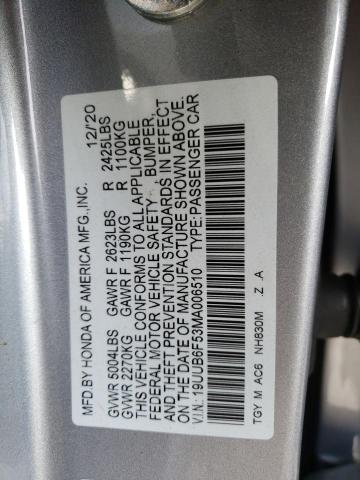 MFD.BY HONDA OF AMERICA MFG.,INC. 12/20
GVWR 5004LBS GAWR F 2623LBS R 2425LBS
GVWR 2270KG GAWR F 1190KG R 1100KG
THIS VEHICLE CONFORMS TO ALL APPLICABLE
FEDERAL MOTOR VEHICLE SAFETY , BUMPER,
AND THEFT PREVENTION STANDARDS IN EFFECT
ON THE DATE OF MANUFACTURE SHOWN ABOVE.
V.I.N.:19UUB6F53MA006510 TYPE:PASSENGER CAR
TGY M AC6 NH830M .Z .A